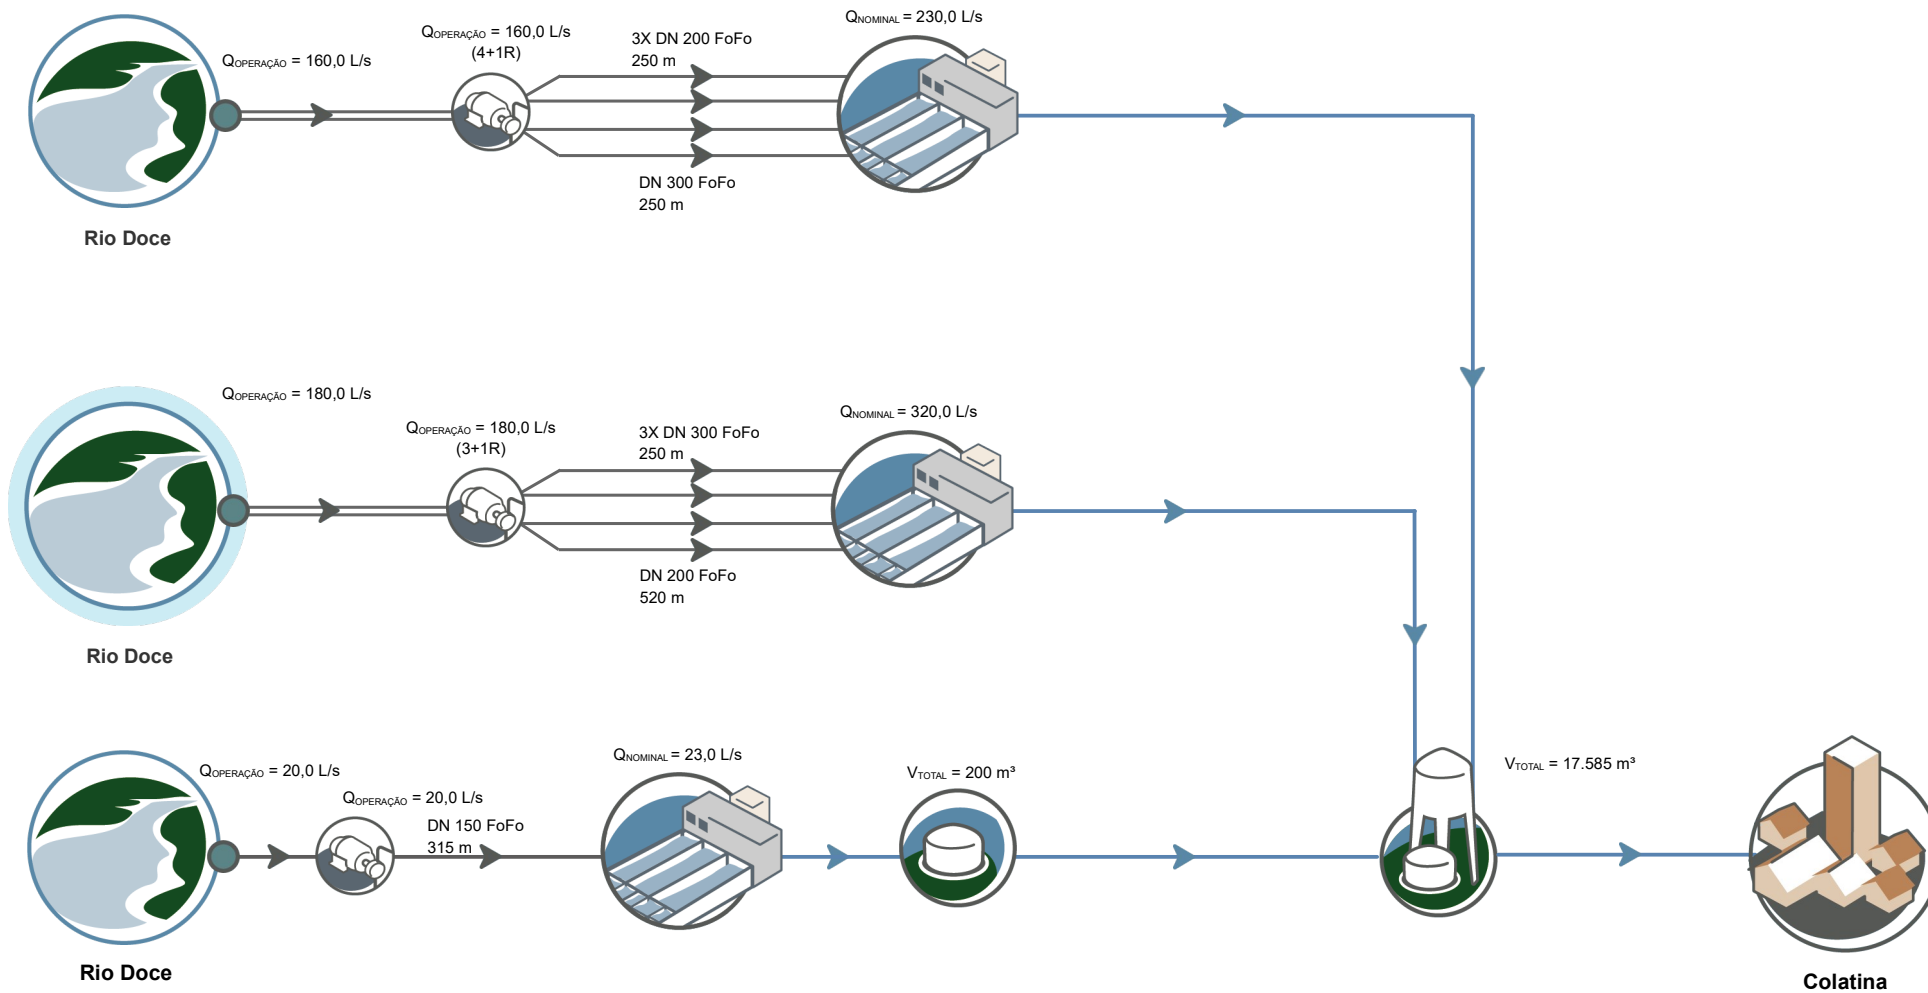 QNOMINAL = 230,0 L/s
QOPERAÇÃO = 160,0 L/s
(4+1R)
3X DN 200 FoFo
250 m
QOPERAÇÃO = 160,0 L/s
DN 300 FoFo
250 m
Rio Doce
QOPERAÇÃO = 180,0 L/s
QOPERAÇÃO = 180,0 L/s
(3+1R)
3X DN 300 FoFo
250 m
QNOMINAL = 320,0 L/s
DN 200 FoFo
520 m
Rio Doce
QOPERAÇÃO = 20,0 L/s
QOPERAÇÃO = 20,0 L/s
DN 150 FoFo
315 m
QNOMINAL = 23,0 L/s
VTOTAL = 200 m³
VTOTAL = 17.585 m³
Rio Doce
Colatina